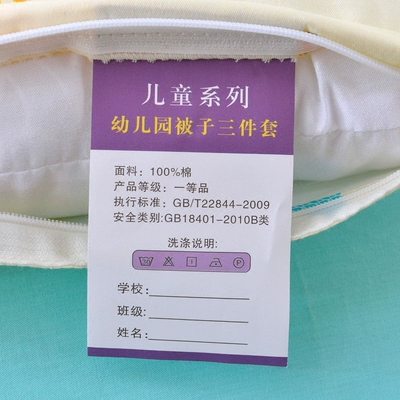 儿童系列
幼儿园被子三件套
面料：100%棉
产品等级：一等品
执行标准：GB/T22844-2009
安全类别:GB18401-2010B类
洗涤说明:
P
学校:
班级:
姓名: